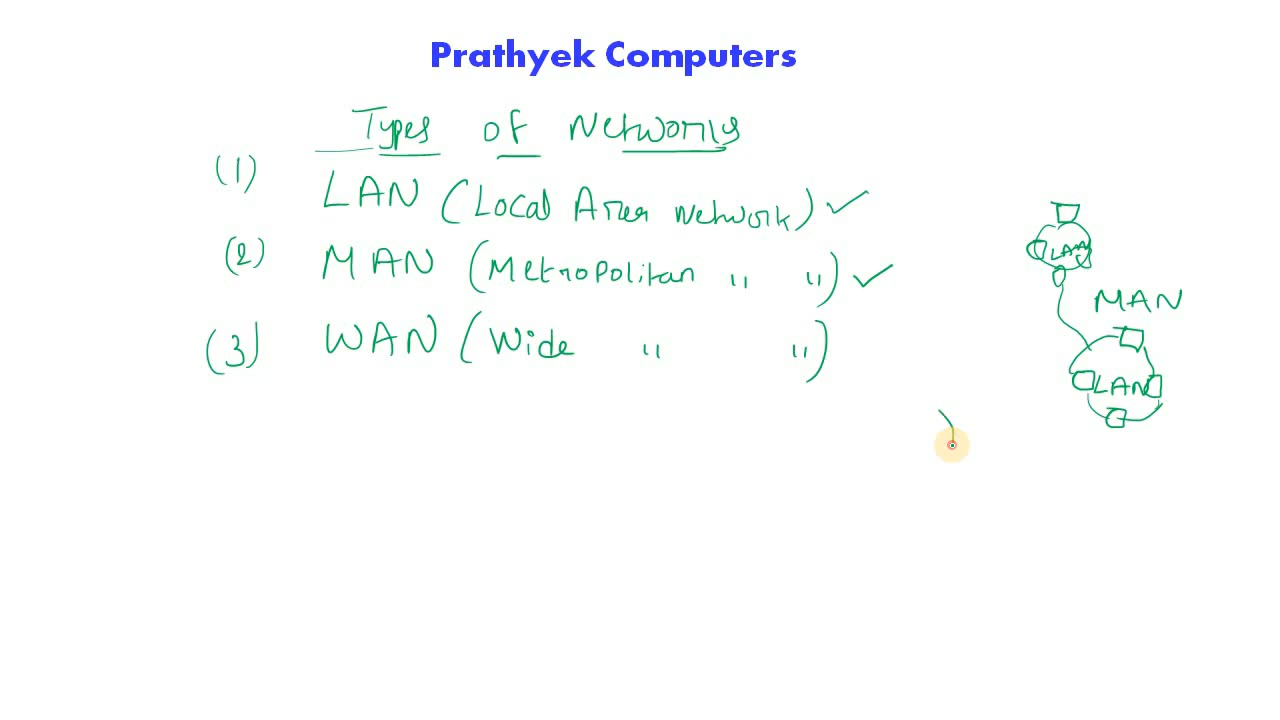 Prathyek Computers
Types of Networks
(1) LAN (Local Area Network) ✓
(2) MAN (Metropolitan " ") ✓
(3) WAN (Wide " ")
LAN
MAN
LAN